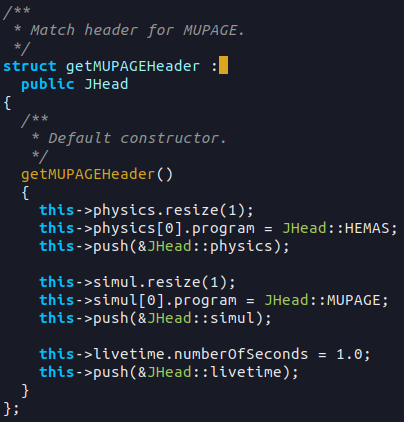 /**
 * Match header for MUPAGE.
 */
struct getMUPAGEHeader :
  public JHead
{
  /**
   * Default constructor.
   */
  getMUPAGEHeader()
  {
    this->physics.resize(1);
    this->physics[0].program = JHead::HEMAS;
    this->push(&JHead::physics);

    this->simul.resize(1);
    this->simul[0].program = JHead::MUPAGE;
    this->push(&JHead::simul);

    this->livetime.numberOfSeconds = 1.0;
    this->push(&JHead::livetime);
  }
};